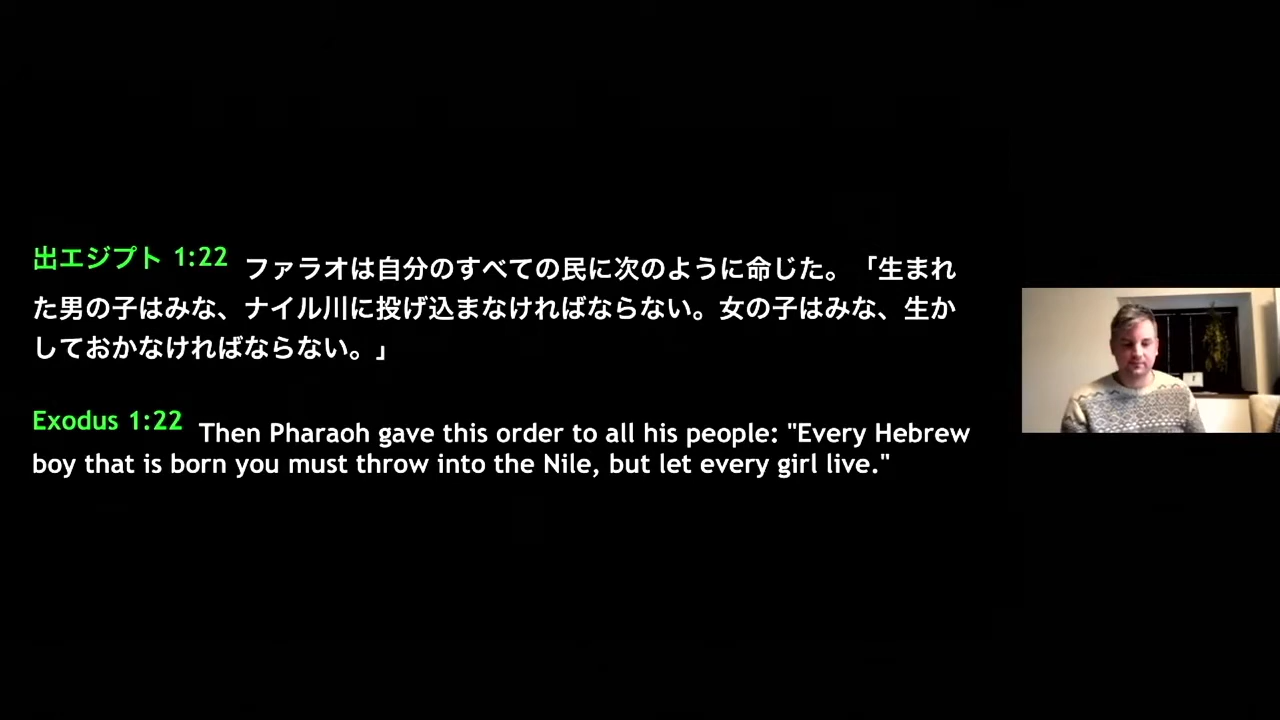 出エジプト 1:22 ファラオは自分のすべての民に次のように命じた。「生まれ
た男の子はみな、ナイル川に投げ込まなければならない。女の子はみな、生か
しておかなければならない。」
Exodus 1:22 Then Pharaoh gave this order to all his people: "Every Hebrew
boy that is born you must throw into the Nile, but let every girl live."